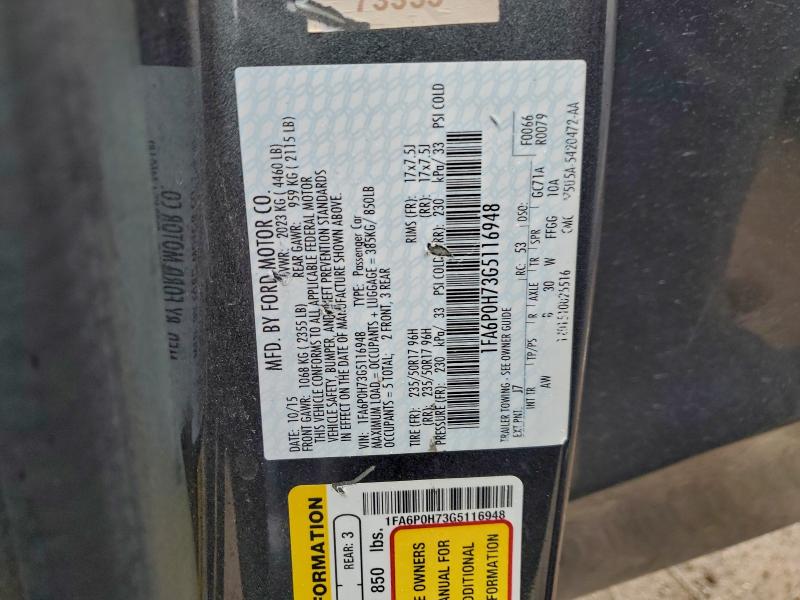 73333
MFD. BY FORD MOTOR CO.
DATE: 10/15 GVWR: 2023 KG ( 4460 LB)
FRONT GAWR: 1068 KG ( 2355 LB) REAR GAWR: 959 KG ( 2115 LB)
THIS VEHICLE CONFORMS TO ALL APPLICABLE FEDERAL MOTOR
VEHICLE SAFETY, BUMPER, AND THEFT PREVENTION STANDARDS
IN EFFECT ON THE DATE OF MANUFACTURE SHOWN ABOVE.
VIN: 1FA6P0H73G5116948 TYPE: Passenger Car
MAXIMUM LOAD = OCCUPANTS + LUGGAGE = 385KG/ 850LB
OCCUPANTS = 5 TOTAL: 2 FRONT, 3 REAR
TIRE (FR): 235/50R17 96H RIMS (FR): 17x7.5J
(RR): 235/50R17 96H (RR): 17x7.5J
PRESSURE (FR): 230 kPa/ 33 PSI COLD (RR): 230 kPa/ 33 PSI COLD
1FA6P0H73G5116948
TRAILER TOWING - SEE OWNER GUIDE F0066
EXT PNT: J7 RC: 53 DSO: R0079
INT TR TP/PS R AXLE TR SPR GC71A
AW 6 30 W FFGG 10A
5U5A-5420472-AA
FORMATION
REAR: 3
850 lbs.
1FA6P0H73G5116948
E OWNERS
ANUAL FOR
DDITIONAL
FORMATION